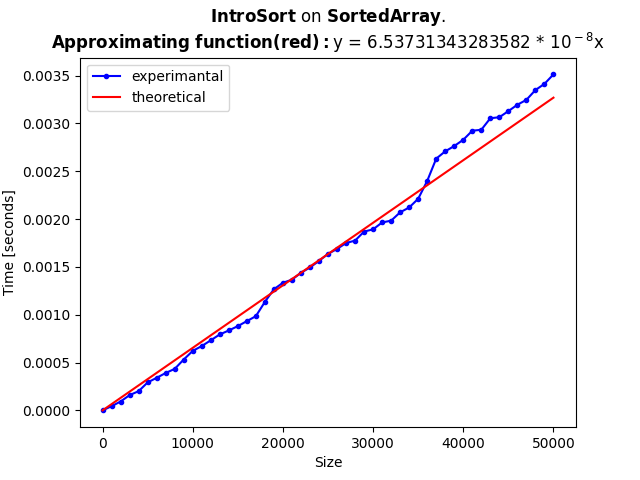 IntroSort on SortedArray.
Approximating function(red): y = 6.53731343283582 * 10⁻⁸x
experimantal
theoretical
0.0035
0.0030
0.0025
0.0020
0.0015
0.0010
0.0005
0.0000
Time [seconds]
0 10000 20000 30000 40000 50000
Size